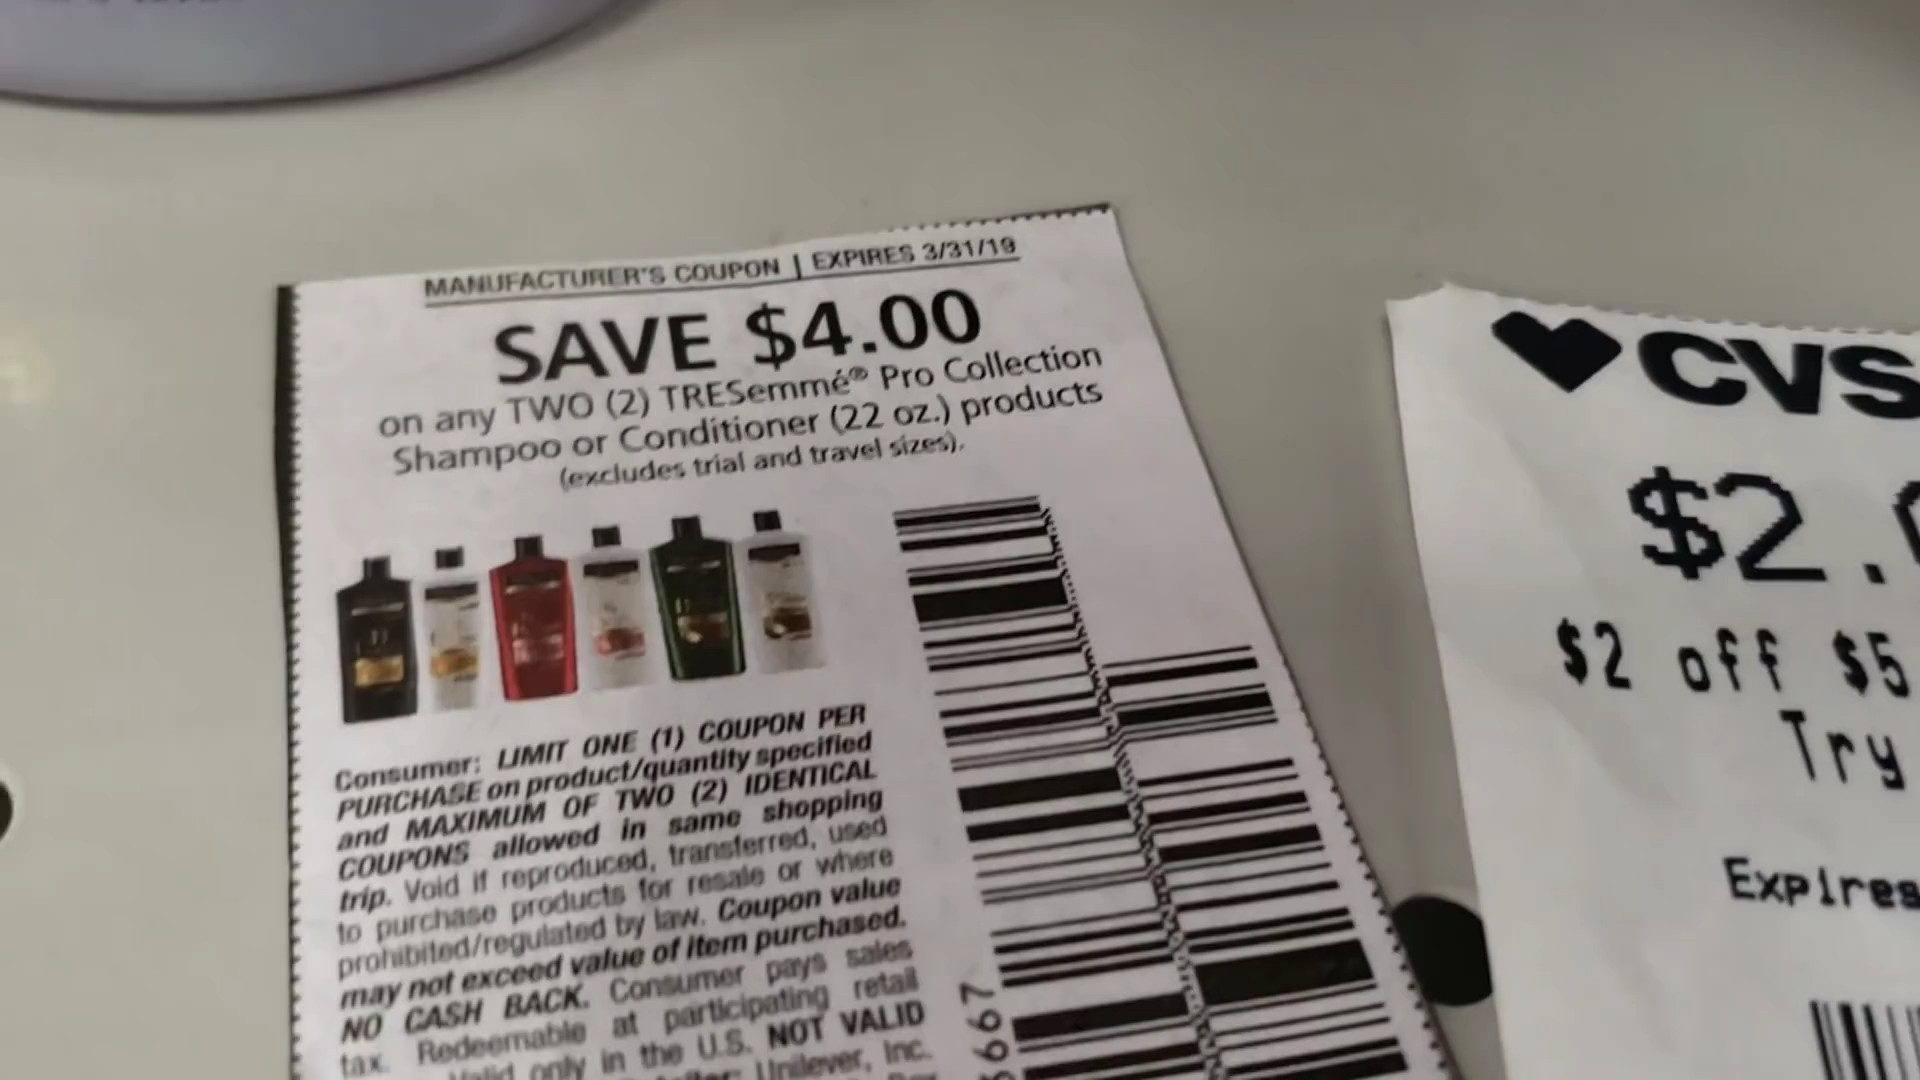 MANUFACTURER'S COUPON | EXPIRES 3/31/19
SAVE $4.00
on any TWO (2) TRESemmé® Pro Collection
Shampoo or Conditioner (22 oz.) products
(excludes trial and travel sizes).
Consumer: LIMIT ONE (1) COUPON PER
PURCHASE on product/quantity specified
and MAXIMUM OF TWO (2) IDENTICAL
COUPONS allowed in same shopping
trip. Void if reproduced, transferred, used
to purchase products for resale or where
prohibited/regulated by law. Coupon value
may not exceed value of item purchased.
NO CASH BACK. Consumer pays sales
tax. Redeemable at participating retail
only in the U.S. NOT VALID
Unilever, Inc.
667
CVS
$2.
$2 off $5
Try
Expires